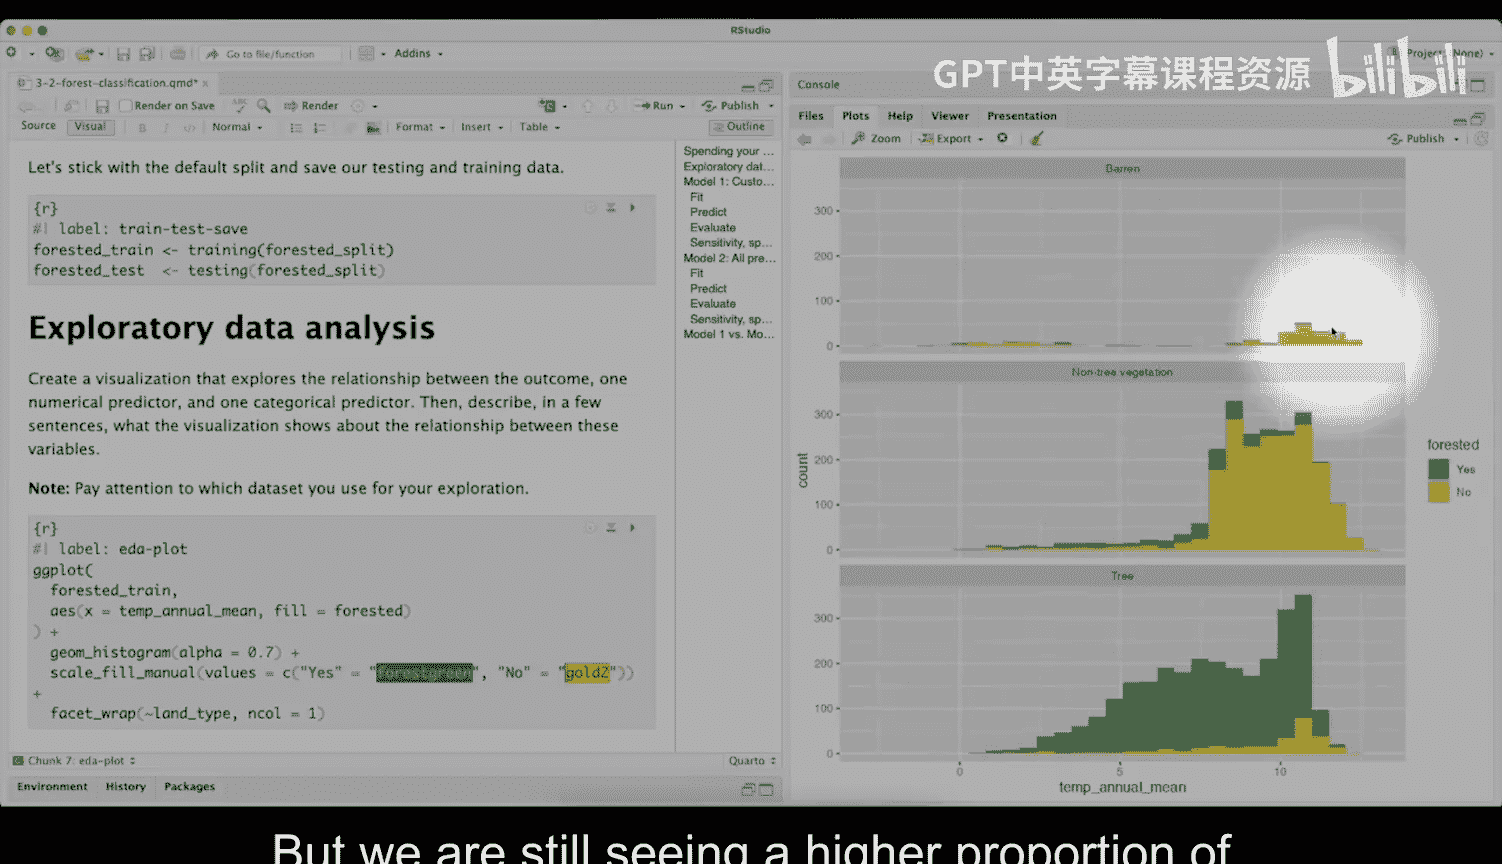 RStudio
Go to file/function
Addins
Project: (None)
GPT中英字幕课程资源
bilibili
3-2-forest-classification.qmd*
Render on Save
Render
Run
Publish
Source
Visual
B
I
</>
Normal
Format
Insert
Table
Outline
Let's stick with the default split and save our testing and training data.
{r}
#| label: train-test-save
forested_train <- training(forested_split)
forested_test <- testing(forested_split)
Exploratory data analysis
Create a visualization that explores the relationship between the outcome, one
numerical predictor, and one categorical predictor. Then, describe, in a few
sentences, what the visualization shows about the relationship between these
variables.
Note: Pay attention to which dataset you use for your exploration.
{r}
#| label: eda-plot
ggplot(
forested_train,
aes(x = temp_annual_mean, fill = forested)
) +
geom_histogram(alpha = 0.7) +
scale_fill_manual(values = c("Yes" = "forestgreen", "No" = "gold2"))
+
facet_wrap(~land_type, ncol = 1)
Chunk 7: eda-plot
Quarto
Environment
History
Packages
Spending your ...
Exploratory dat...
Model 1: Custo...
Fit
Predict
Evaluate
Sensitivity, sp...
Model 2: All pre...
Fit
Predict
Evaluate
Sensitivity, sp...
Model 1 vs. Mo...
Console
Files
Plots
Help
Viewer
Presentation
Zoom
Export
Publish
Barren
300
200
100
0
Non-tree vegetation
300
200
100
0
Tree
300
200
100
0
0
5
10
count
temp_annual_mean
forested
Yes
No
But we are still seeing a higher proportion of